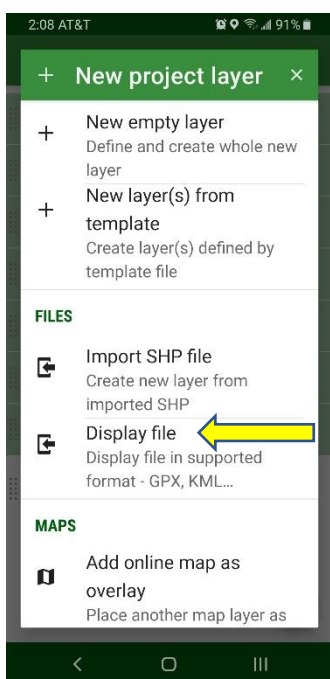 2:08 AT&T 91%
+ New project layer ×
+ New empty layer
Define and create whole new
layer
+ New layer(s) from
template
Create layer(s) defined by
template file
FILES
Import SHP file
Create new layer from
imported SHP
Display file
Display file in supported
format - GPX, KML...
MAPS
Add online map as
overlay
Place another map layer as